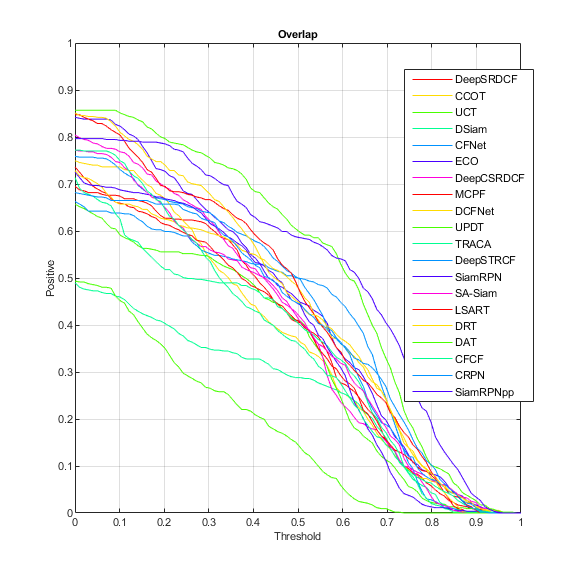 Overlap
1
0.9
0.8
0.7
0.6
0.5
0.4
0.3
0.2
0.1
0
Positive
0 0.1 0.2 0.3 0.4 0.5 0.6 0.7 0.8 0.9 1
Threshold
DeepSRDCF
CCOT
UCT
DSiam
CFNet
ECO
DeepCSRDCF
MCPF
DCFNet
UPDT
TRACA
DeepSTRCF
SiamRPN
SA-Siam
LSART
DRT
DAT
CFCF
CRPN
SiamRPNpp